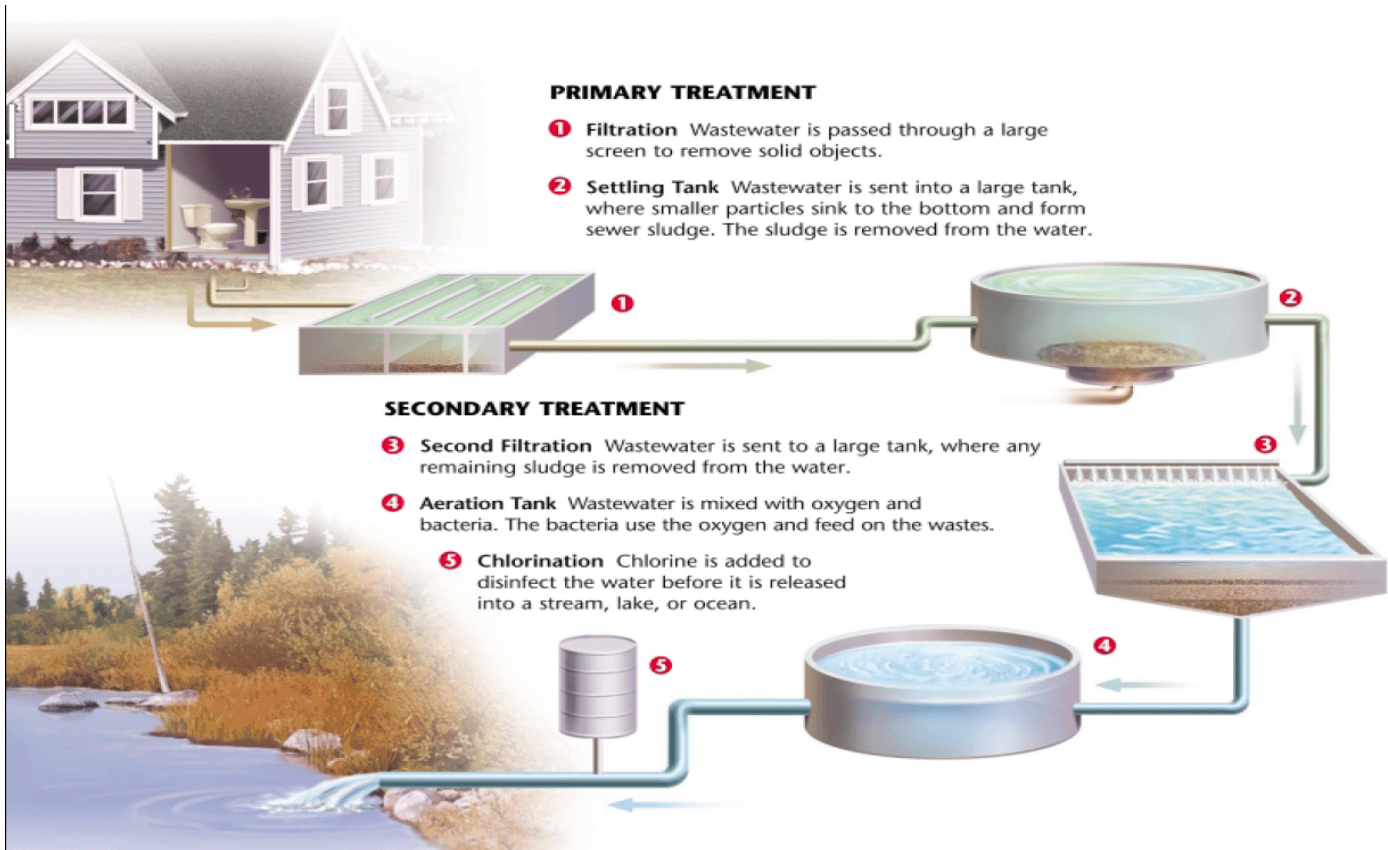 PRIMARY TREATMENT
1 Filtration Wastewater is passed through a large
screen to remove solid objects.
2 Settling Tank Wastewater is sent into a large tank,
where smaller particles sink to the bottom and form
sewer sludge. The sludge is removed from the water.
1
2
SECONDARY TREATMENT
3 Second Filtration Wastewater is sent to a large tank, where any
remaining sludge is removed from the water.
3
4 Aeration Tank Wastewater is mixed with oxygen and
bacteria. The bacteria use the oxygen and feed on the wastes.
5 Chlorination Chlorine is added to
disinfect the water before it is released
into a stream, lake, or ocean.
4
5